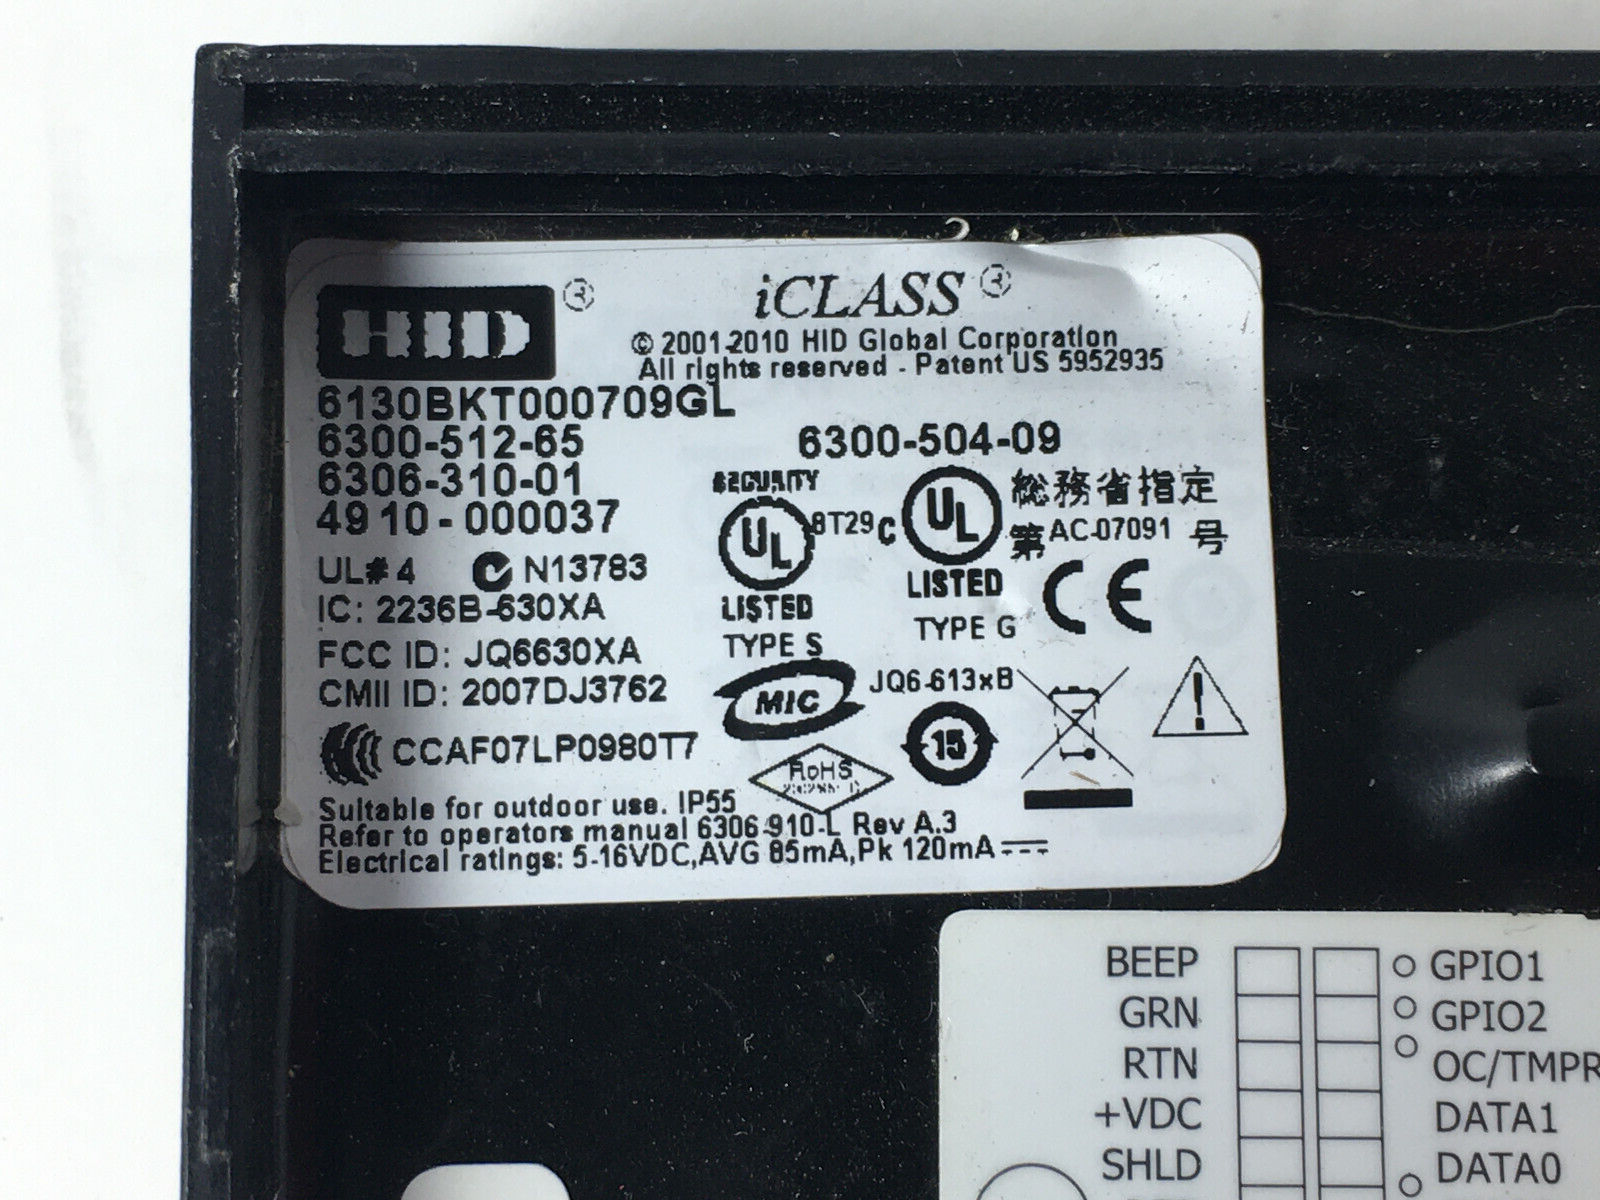 HID ® iCLASS ®
© 2001-2010 HID Global Corporation
All rights reserved - Patent US 5952935
6130BKT000709GL
6300-512-65 6300-504-09
6306-310-01
4910-000037
SECURITY
UL 8T29
LISTED
TYPE S
C UL
LISTED
TYPE G
総務省指定
第 AC-07091 号
CE
UL# 4 N13783
IC: 2236B-630XA
FCC ID: JQ6630XA
CMII ID: 2007DJ3762
CCAF07LP0980T7
MIC
JQ6-613xB
15
RoHS
Suitable for outdoor use. IP55
Refer to operators manual 6306-910-L Rev A.3
Electrical ratings: 5-16VDC,AVG 85mA,Pk 120mA
BEEP GPIO1
GRN GPIO2
RTN OC/TMPR
+VDC DATA1
SHLD DATA0